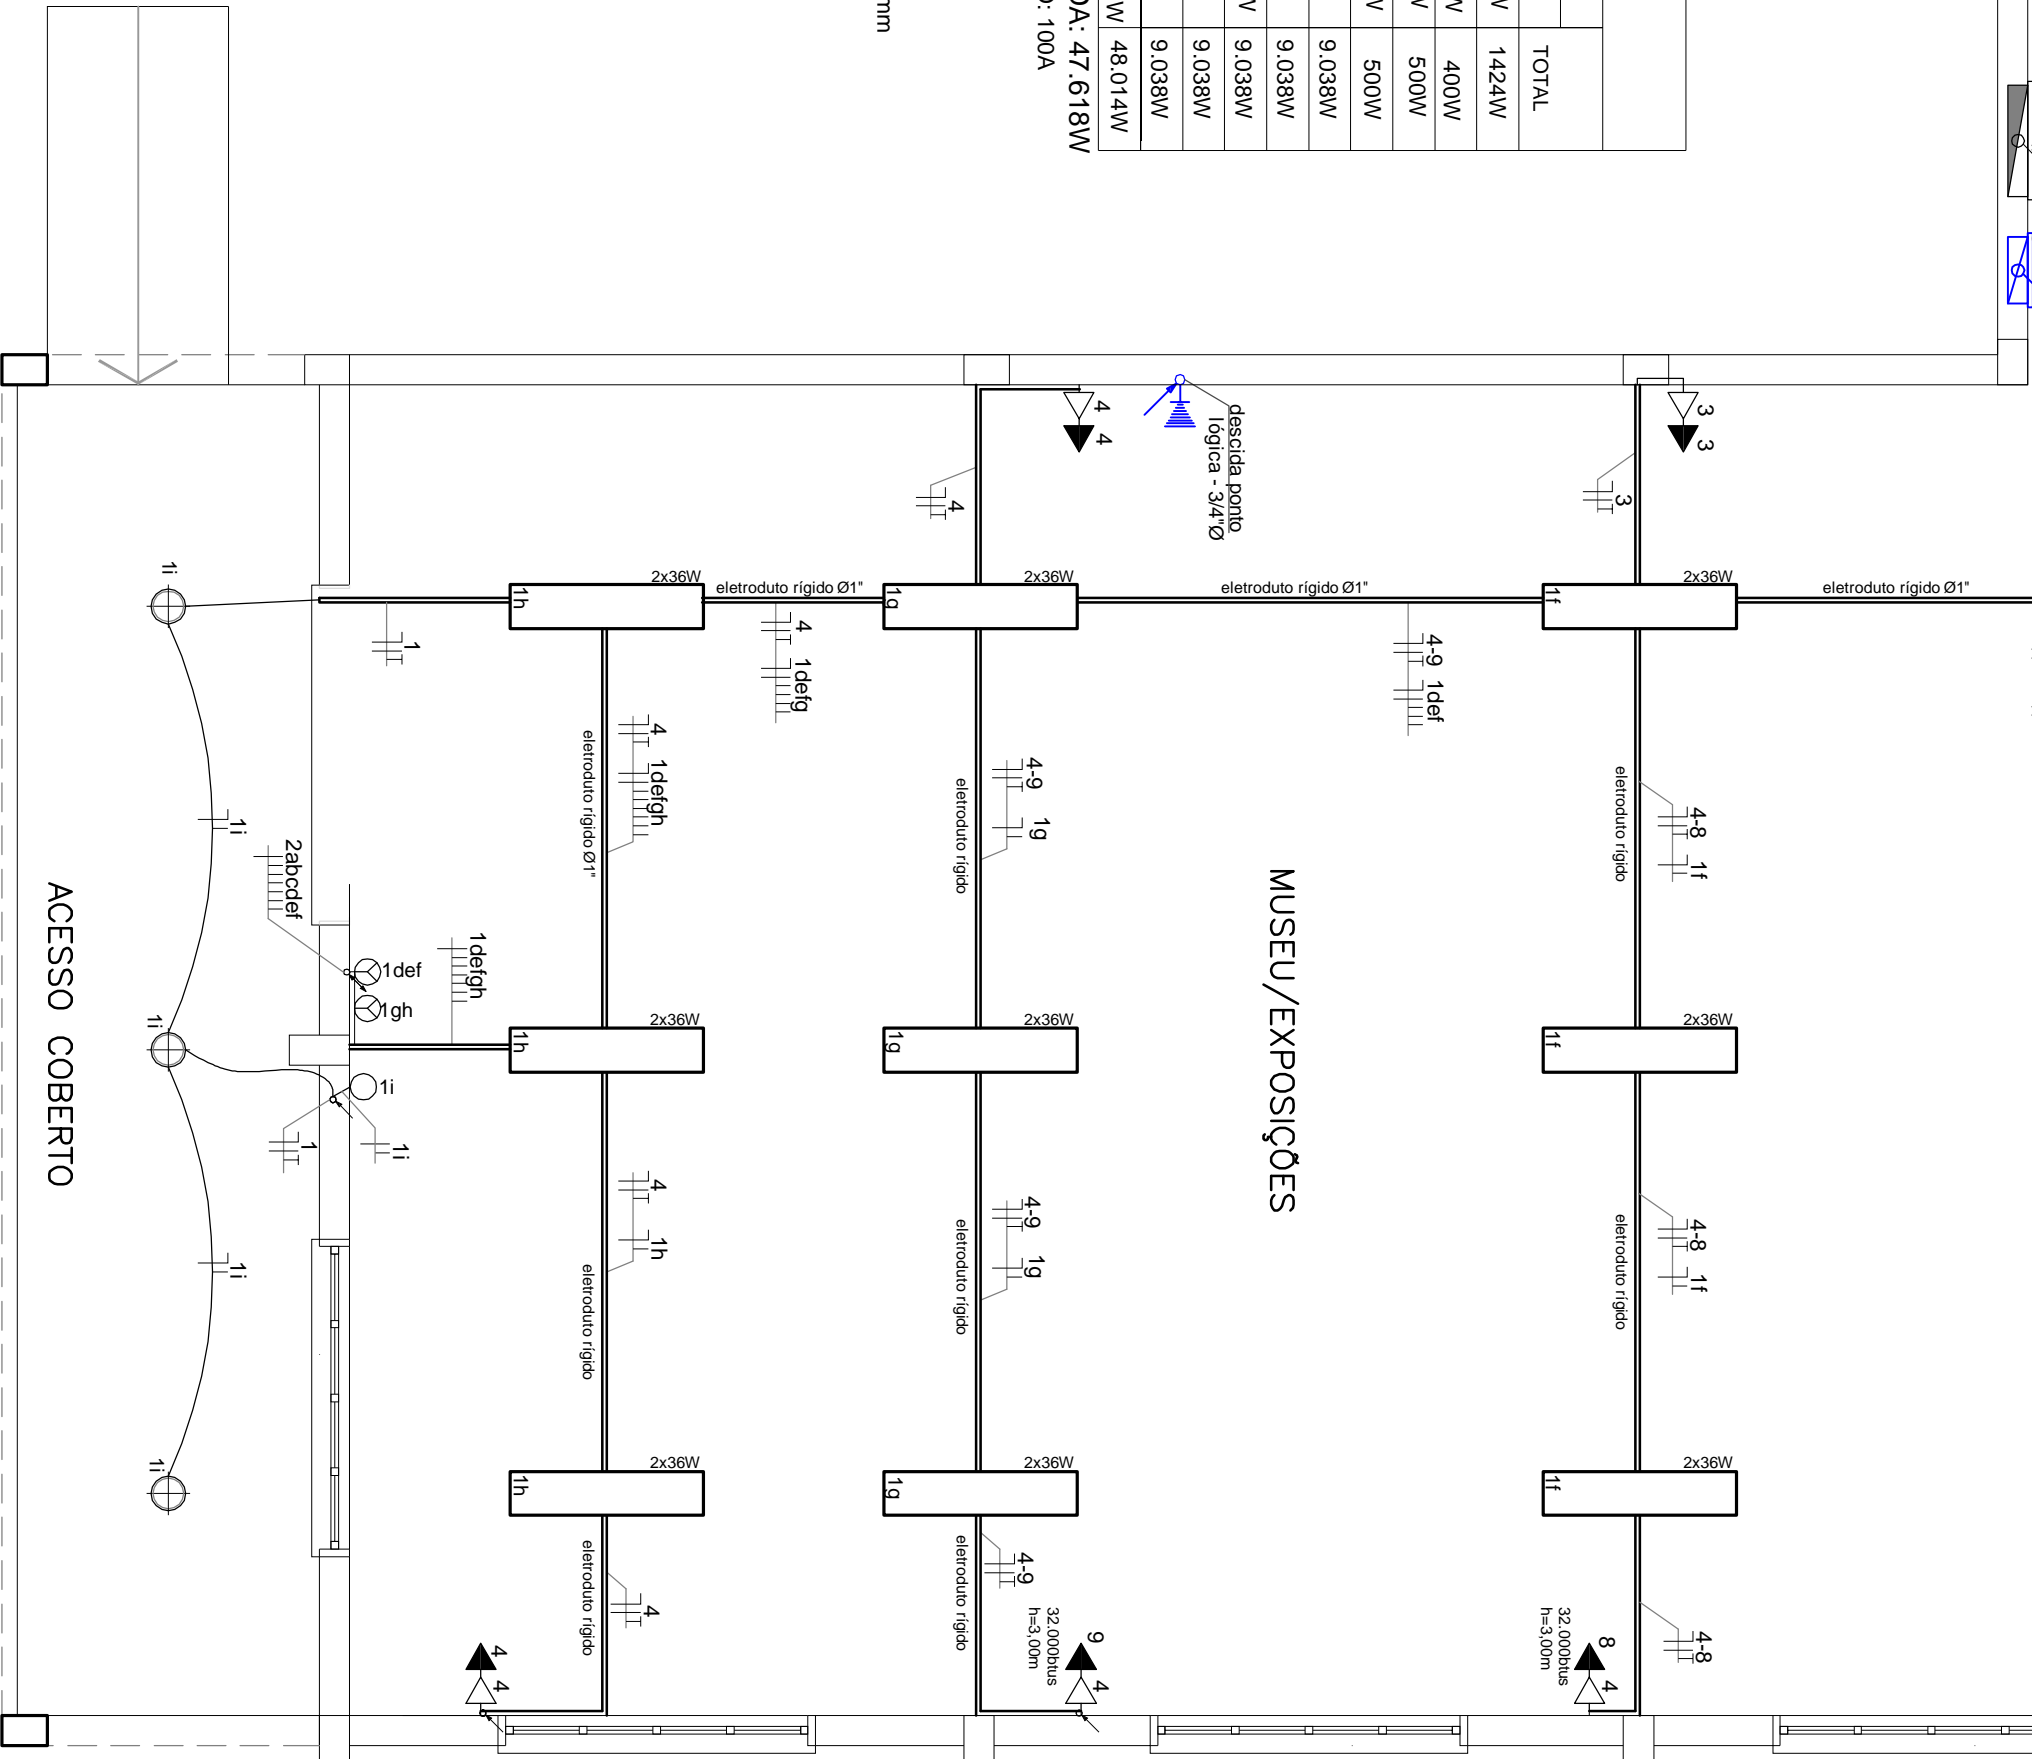 TOTAL
1424W
W
400W
W
500W
W
500W
9.038W
9.038W
9.038W
W
9.038W
9.038W
48.014W
W
DA: 47.618W
D: 100A
mm
3
3
3
4
4
4
descida ponto
lógica - 3/4"Ø
2x36W
1h
eletroduto rígido Ø1"
2x36W
1g
eletroduto rígido Ø1"
2x36W
1f
eletroduto rígido Ø1"
1i
1
4
1defg
4-9
1def
4
1defgh
eletroduto rígido Ø1"
4-9
1g
eletroduto rígido
4-8
1f
eletroduto rígido
1i
2abcdef
1def
1gh
1defgh
MUSEU/EXPOSIÇÕES
ACESSO COBERTO
1i
2x36W
1h
2x36W
1g
2x36W
1f
1i
1
1i
4
1h
eletroduto rígido
4-9
1g
eletroduto rígido
4-8
1f
eletroduto rígido
1i
1i
2x36W
1h
2x36W
1g
2x36W
1f
eletroduto rígido
4
eletroduto rígido
4-9
4-8
32.000btus
h=3,00m
32.000btus
h=3,00m
4
4
9
4
8
4